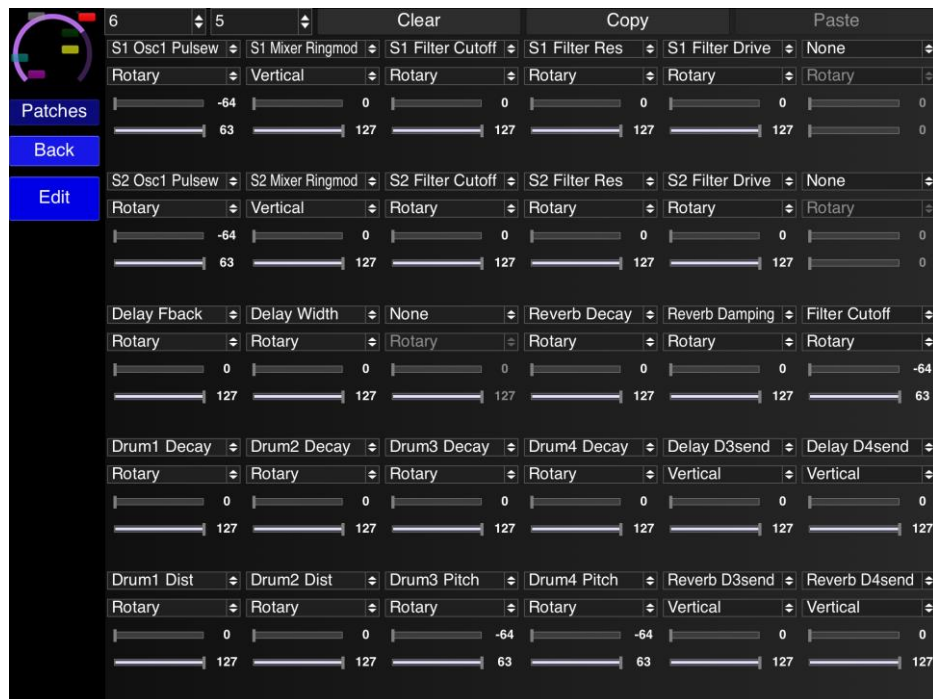 6 5 Clear Copy Paste
S1 Osc1 Pulsew S1 Mixer Ringmod S1 Filter Cutoff S1 Filter Res S1 Filter Drive None
Rotary Vertical Rotary Rotary Rotary Rotary
-64 0 0 0 0 0
Patches
63 127 127 127 127 0
Back
S2 Osc1 Pulsew S2 Mixer Ringmod S2 Filter Cutoff S2 Filter Res S2 Filter Drive None
Edit
Rotary Vertical Rotary Rotary Rotary Rotary
-64 0 0 0 0 0
63 127 127 127 127 0
Delay Fback Delay Width None Reverb Decay Reverb Damping Filter Cutoff
Rotary Rotary Rotary Rotary Rotary Rotary
0 0 0 0 0 -64
127 127 127 127 127 63
Drum1 Decay Drum2 Decay Drum3 Decay Drum4 Decay Delay D3send Delay D4send
Rotary Rotary Rotary Rotary Vertical Vertical
0 0 0 0 0 0
127 127 127 127 127 127
Drum1 Dist Drum2 Dist Drum3 Pitch Drum4 Pitch Reverb D3send Reverb D4send
Rotary Rotary Rotary Rotary Vertical Vertical
0 0 -64 -64 0 0
127 127 63 63 127 127